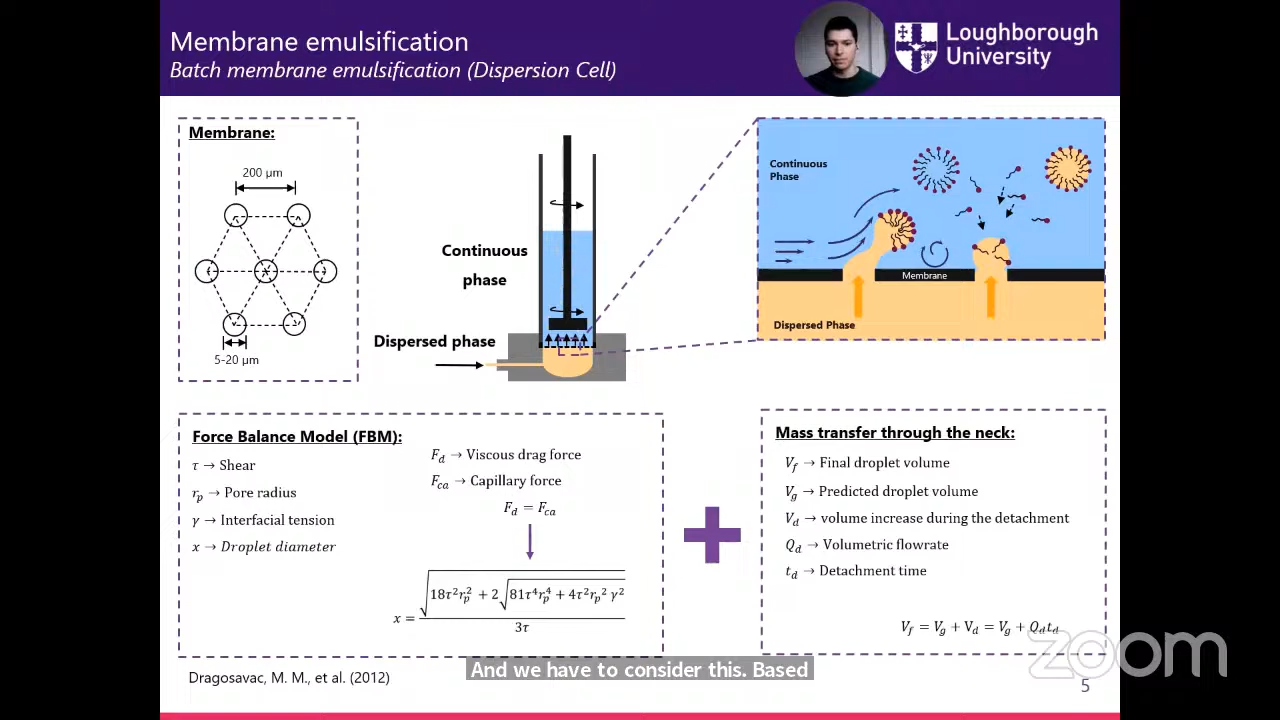 Membrane emulsification
Batch membrane emulsification (Dispersion Cell)
Loughborough
University
Membrane:
200 µm
5-20 µm
Continuous
phase
Dispersed phase
Continuous
Phase
Membrane
Dispersed Phase
Force Balance Model (FBM):
τ → Shear
r_p → Pore radius
γ → Interfacial tension
x → Droplet diameter
F_d → Viscous drag force
F_ca → Capillary force
F_d = F_ca
x = √(18τ²r_p² + 2√(81τ⁴r_p⁴ + 4τ²r_p² γ²)) / 3τ
Mass transfer through the neck:
V_f → Final droplet volume
V_g → Predicted droplet volume
V_d → volume increase during the detachment
Q_d → Volumetric flowrate
t_d → Detachment time
V_f = V_g + V_d = V_g + Q_d t_d
Dragosavac, M. M., et al. (2012)
And we have to consider this. Based
zoom
5